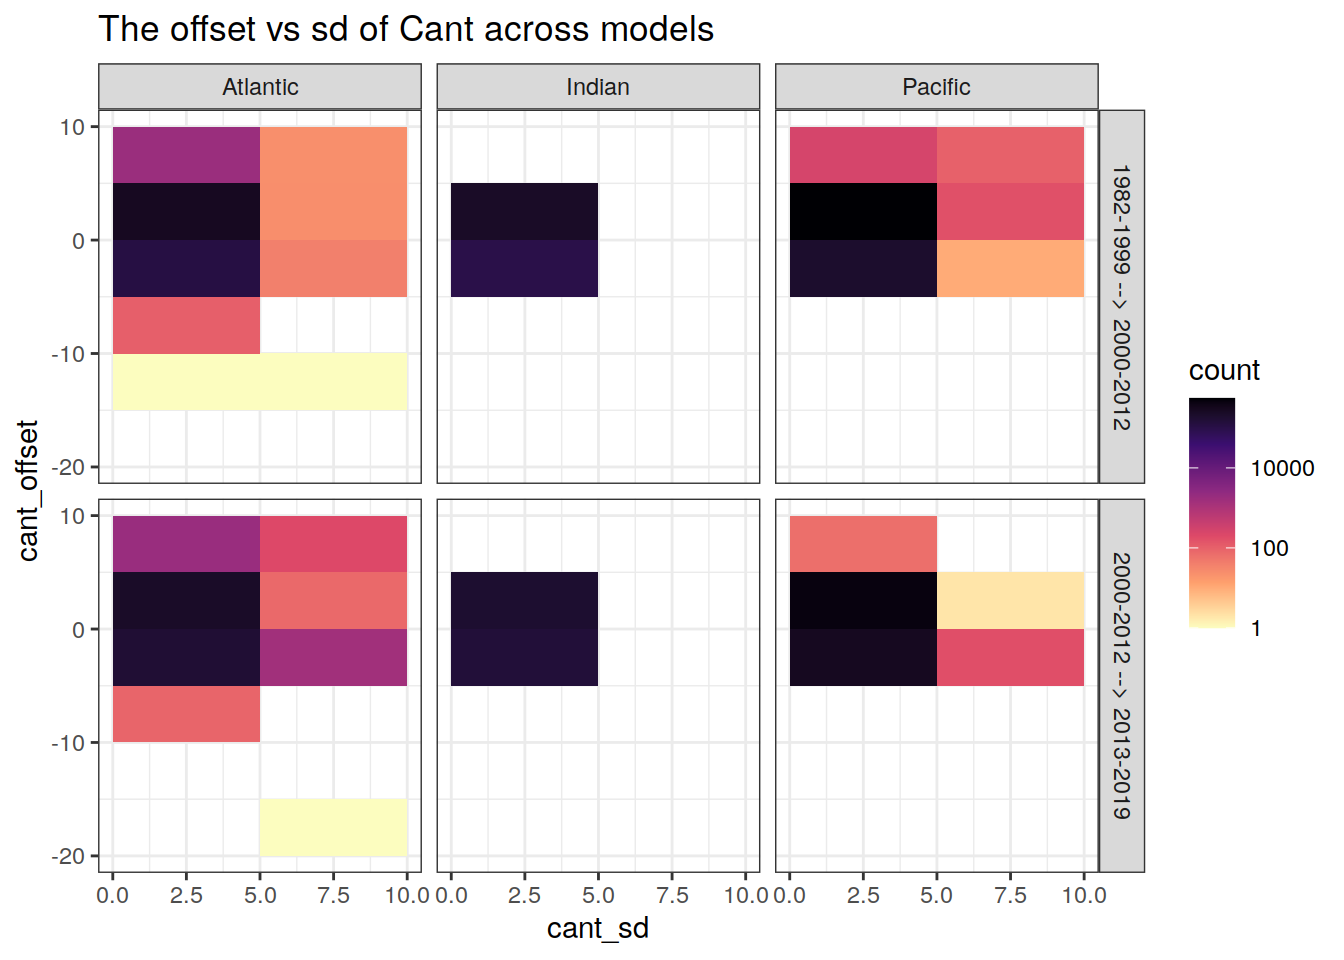 The offset vs sd of Cant across models
Atlantic
Indian
Pacific
10
0
-10
-20
1982-1999 --> 2000-2012
10
0
-10
-20
2000-2012 --> 2013-2019
cant_offset
0.0 2.5 5.0 7.5 10.0 0.0 2.5 5.0 7.5 10.0 0.0 2.5 5.0 7.5 10.0
cant_sd
count
10000
100
1